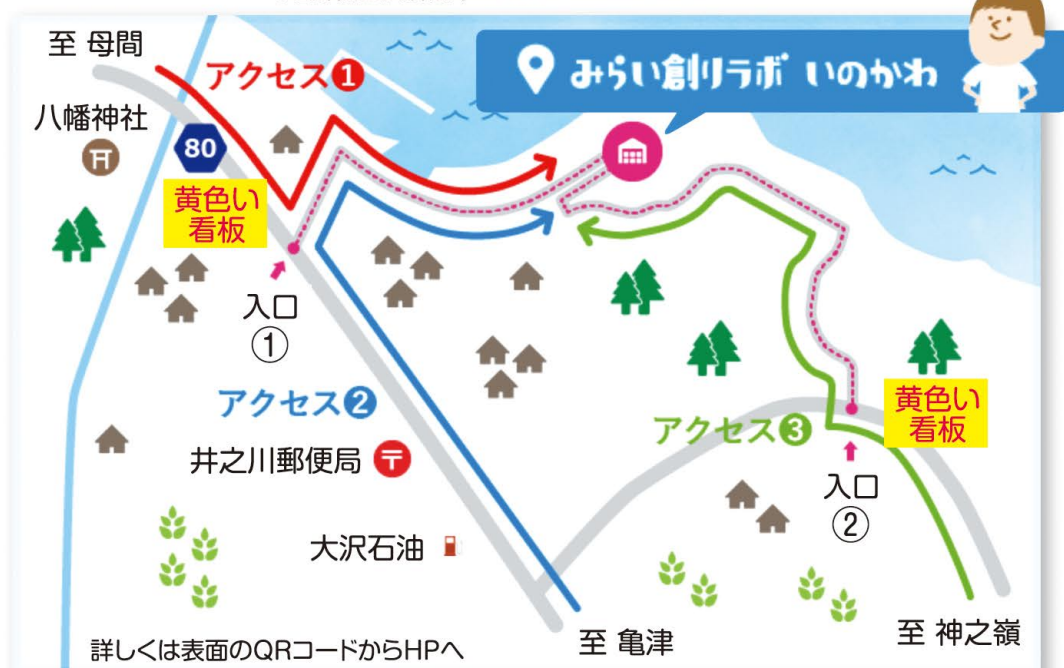 至 母間
アクセス❶
みらい創りラボ いのかわ
八幡神社
80
黄色い
看板
入口
①
アクセス❷
井之川郵便局
大沢石油
アクセス❸
黄色い
看板
入口
②
至 亀津
至 神之嶺
詳しくは表面のQRコードからHPへ